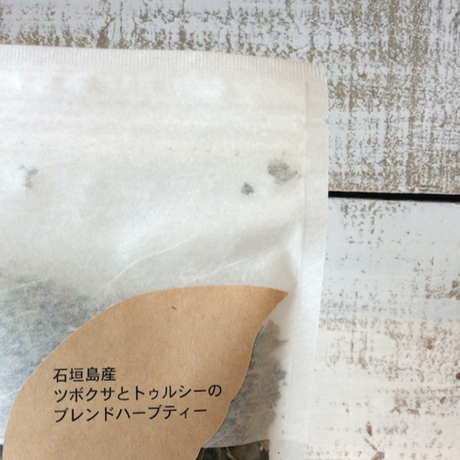 石垣島産
ツボクサとトゥルシーの
ブレンドハーブティー